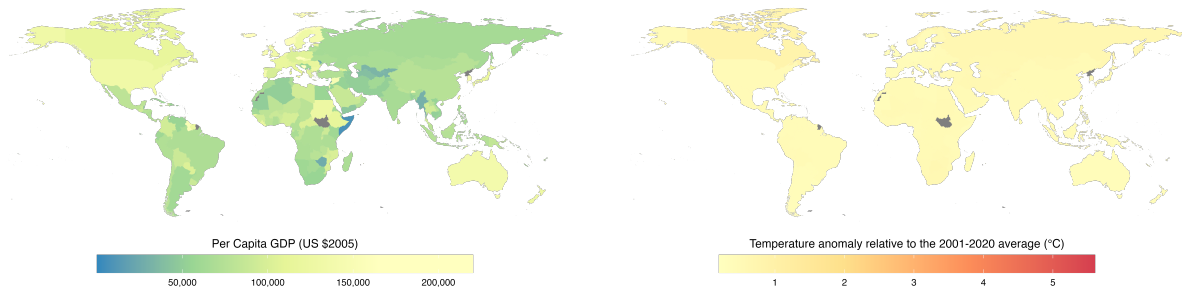 Per Capita GDP (US $2005)
50,000 100,000 150,000 200,000
Temperature anomaly relative to the 2001-2020 average (°C)
1 2 3 4 5